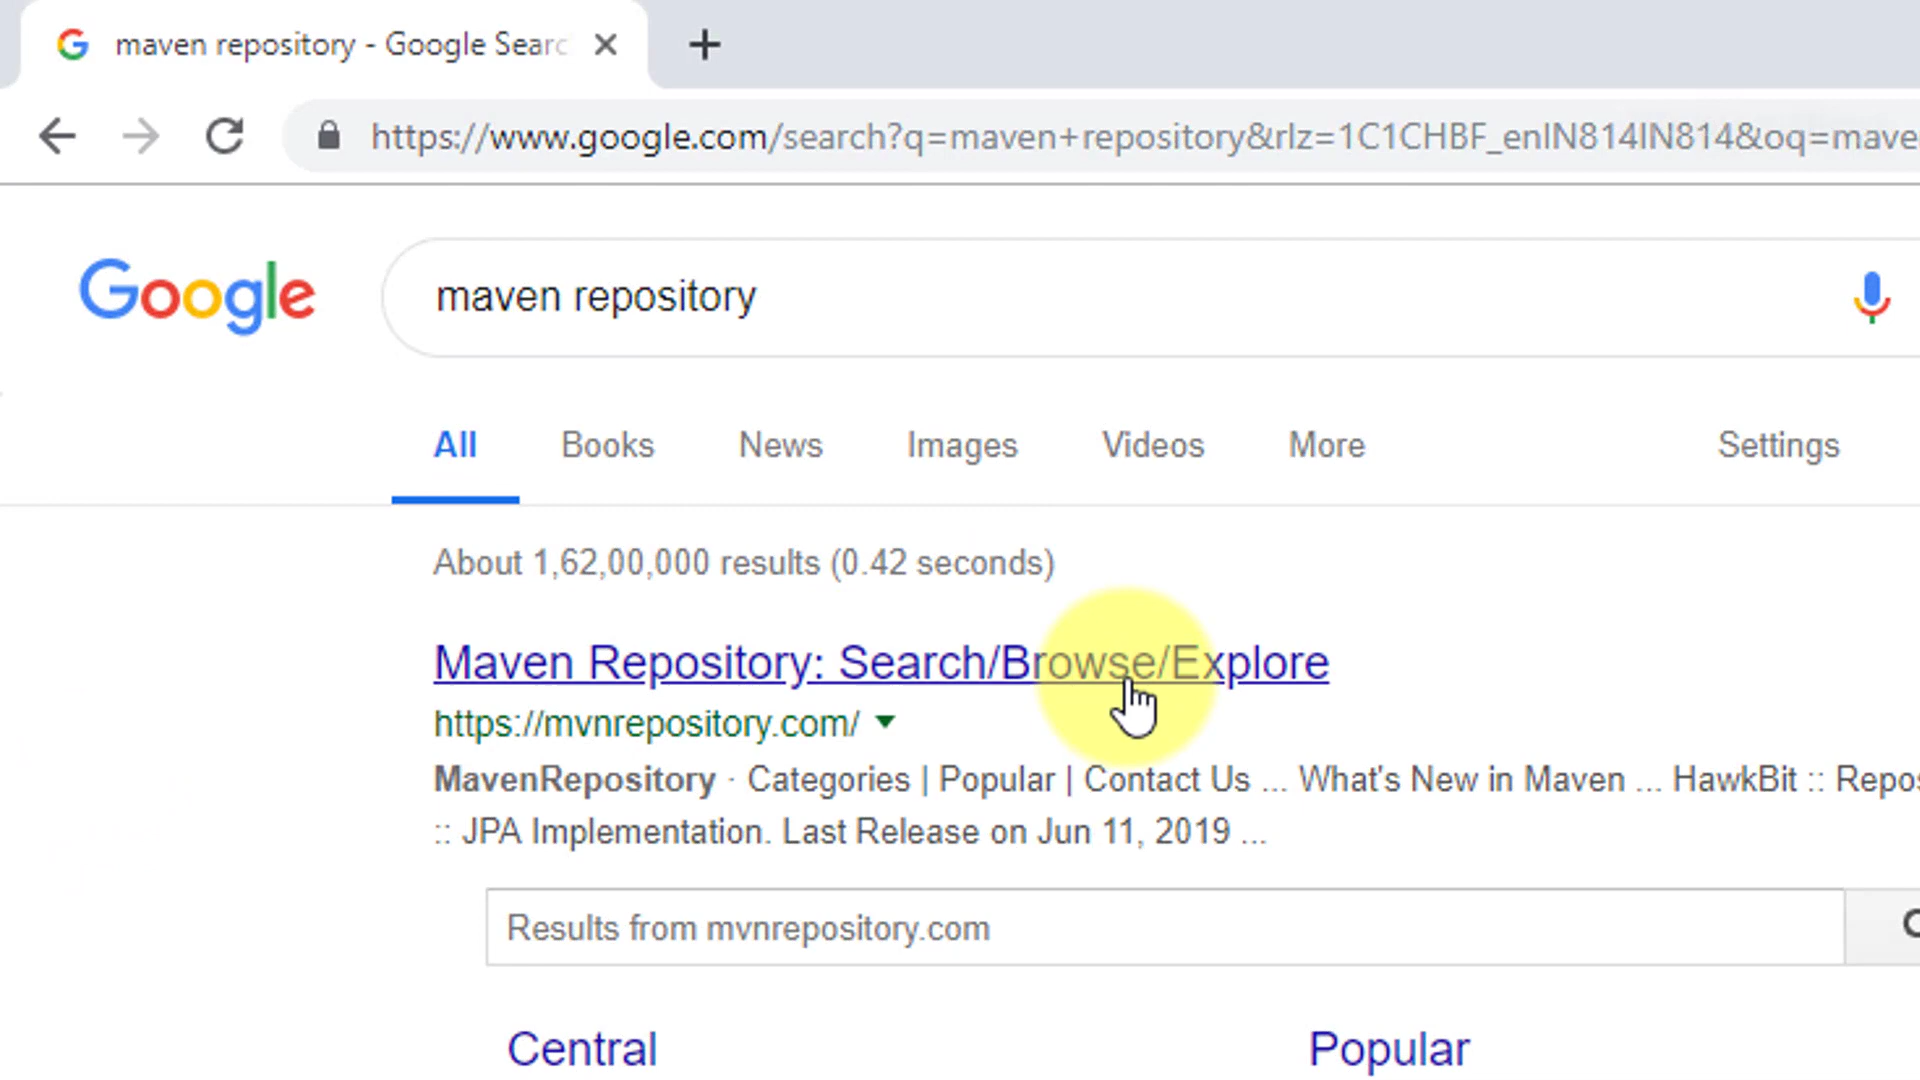 maven repository - Google Searc
https://www.google.com/search?q=maven+repository&rlz=1C1CHBF_enIN814IN814&oq=mave
Google
maven repository
All Books News Images Videos More Settings
About 1,62,00,000 results (0.42 seconds)
Maven Repository: Search/Browse/Explore
https://mvnrepository.com/
MavenRepository · Categories | Popular | Contact Us ... What's New in Maven ... HawkBit :: Repos
:: JPA Implementation. Last Release on Jun 11, 2019 ...
Results from mvnrepository.com
Central Popular